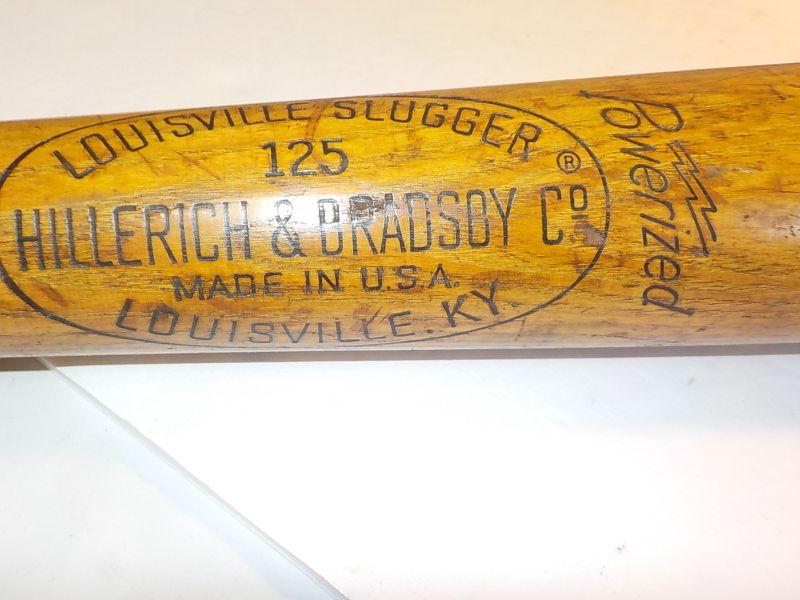 LOUISVILLE SLUGGER
125 ®
HILLERICH & BRADSBY Cº
MADE IN U.S.A.
LOUISVILLE. KY.
Powerized